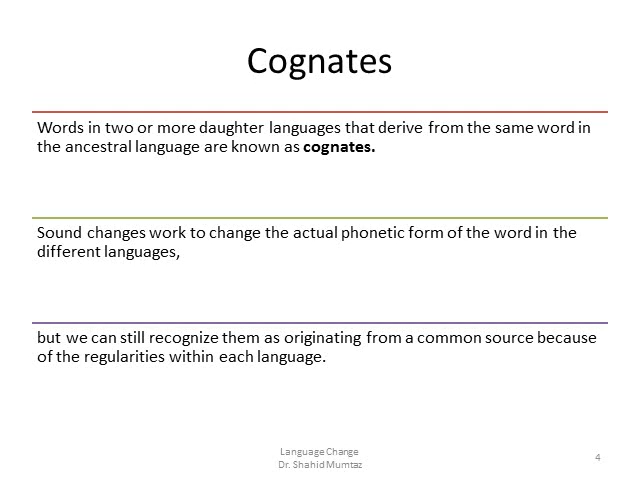 Cognates
Words in two or more daughter languages that derive from the same word in
the ancestral language are known as cognates.
Sound changes work to change the actual phonetic form of the word in the
different languages,
but we can still recognize them as originating from a common source because
of the regularities within each language.
Language Change
Dr. Shahid Mumtaz
4